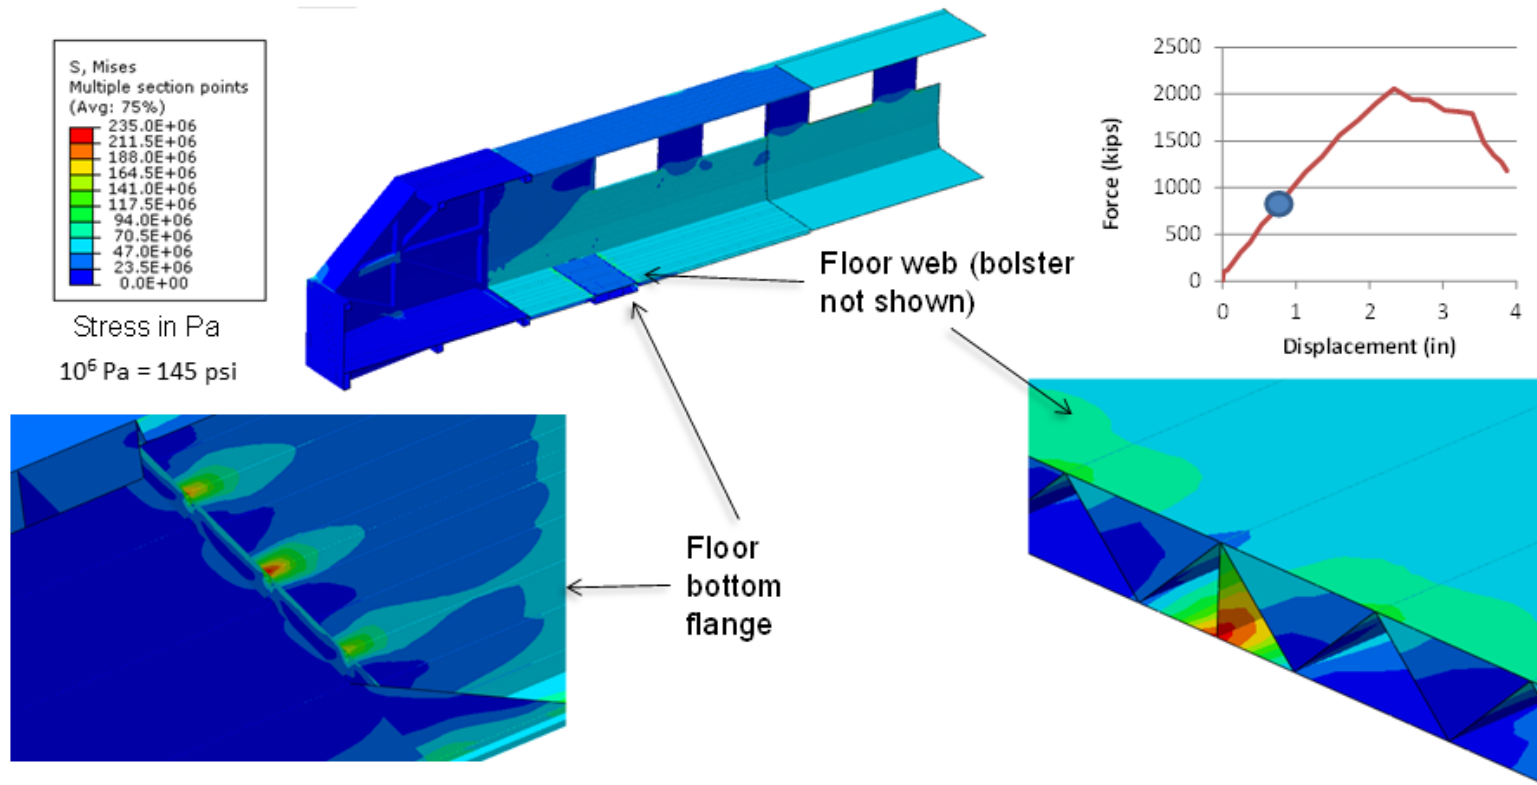 S, Mises
Multiple section points
(Avg: 75%)
235.0E+06
211.5E+06
188.0E+06
164.5E+06
141.0E+06
117.5E+06
94.0E+06
70.5E+06
47.0E+06
23.5E+06
0.0E+00
Stress in Pa
10⁶ Pa = 145 psi
Floor web (bolster
not shown)
Floor
bottom
flange
Force (kips)
2500
2000
1500
1000
500
0
0 1 2 3 4
Displacement (in)